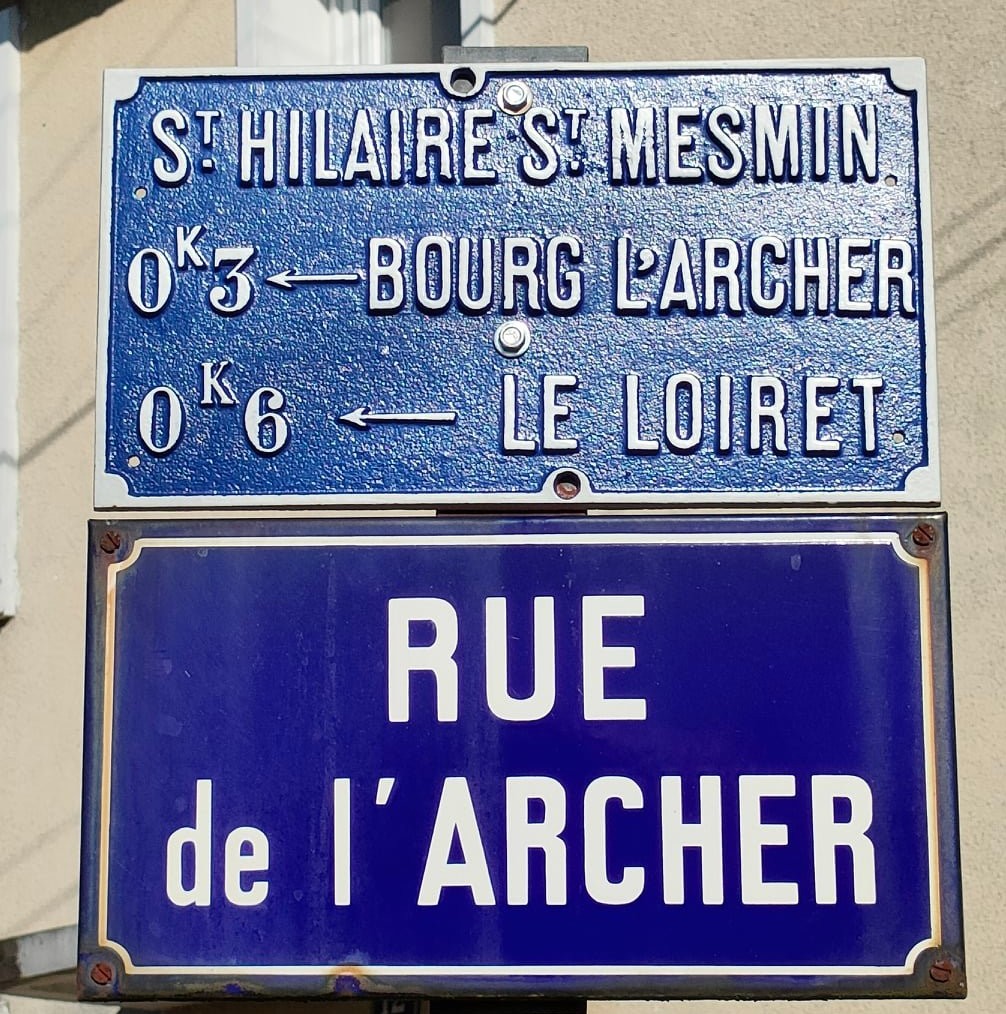 ST. HILAIRE ST. MESMIN
0K3 ← BOURG L'ARCHER
0K6 ← LE LOIRET
RUE
de l'ARCHER